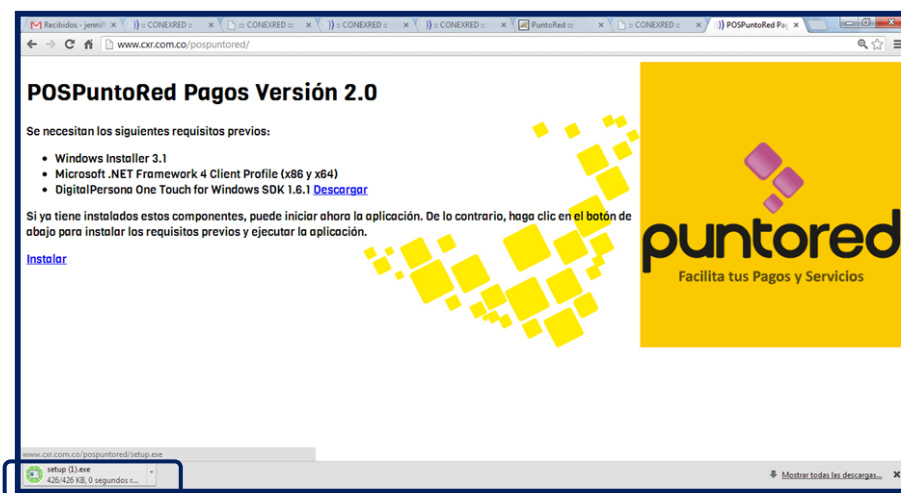 Recibidos - jennif
:: CONEXRED ::
:: CONEXRED ::
:: CONEXRED ::
:: CONEXRED ::
PuntoRed ::
:: CONEXRED ::
POSPuntoRed Pag
www.cxr.com.co/pospuntored/
POSPuntoRed Pagos Versión 2.0
Se necesitan los siguientes requisitos previos:
Windows Installer 3.1
Microsoft .NET Framework 4 Client Profile (x86 y x64)
DigitalPersona One Touch for Windows SDK 1.6.1 Descargar
Si ya tiene instalados estos componentes, puede iniciar ahora la aplicación. De lo contrario, haga clic en el botón de
abajo para instalar los requisitos previos y ejecutar la aplicación.
Instalar
puntored
Facilita tus Pagos y Servicios
www.cxr.com.co/pospuntored/setup.exe
setup (1).exe
426/426 KB, 0 segundos r...
Mostrar todas las descargas...